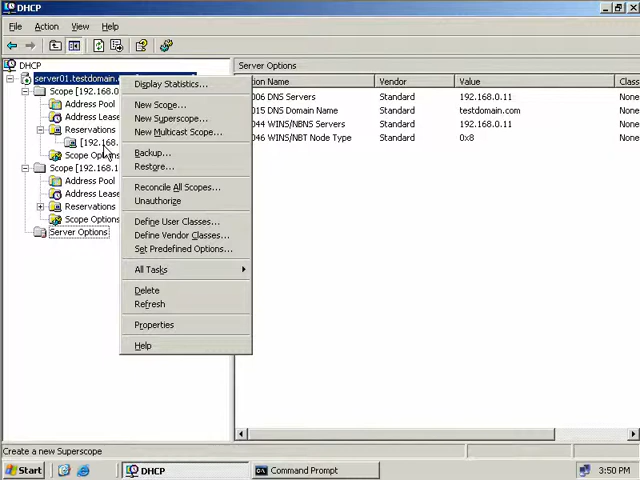 DHCP
File Action View Help
DHCP
server01.testdomain.
Scope [192.168.0
Address Pool
Address Lease
Reservations
[192.168.
Scope Options
Scope [192.168.1
Address Pool
Address Lease
Reservations
Scope Options
Server Options
Display Statistics...
New Scope...
New Superscope...
New Multicast Scope...
Backup...
Restore...
Reconcile All Scopes...
Unauthorize
Define User Classes...
Define Vendor Classes...
Set Predefined Options...
All Tasks
Delete
Refresh
Properties
Help
Server Options
tion Name Vendor Value Class
006 DNS Servers Standard 192.168.0.11
015 DNS Domain Name Standard testdomain.com
044 WINS/NBNS Servers Standard 192.168.0.11
046 WINS/NBT Node Type Standard 0x8
Create a new Superscope
Start DHCP Command Prompt 3:50 PM